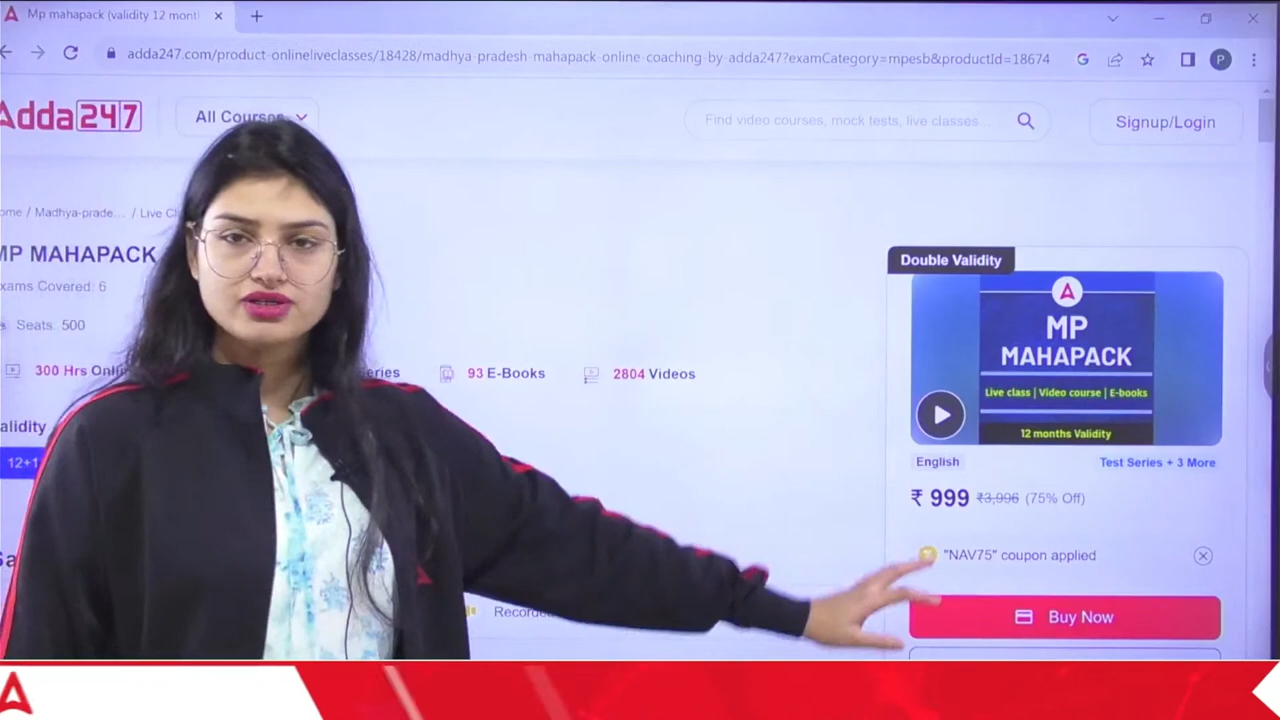 Mp mahapack (validity 12 mont
adda247.com/product-onlineliveclasses/18428/madhya-pradesh-mahapack-online-coaching-by-adda247?examCategory=mpesb&productId=18674
P
Adda247
All Courses
Find video courses, mock tests, live classes...
Signup/Login
ome / Madhya-prade... / Live Cl
MP MAHAPACK
xams Covered: 6
Seats: 500
300 Hrs Onli
eries
93 E-Books
2804 Videos
alidity
12+1
Sa
Recorde
Double Validity
MP
MAHAPACK
Live class | Video course | E-books
12 months Validity
English
Test Series + 3 More
₹ 999 ₹3,996 (75% Off)
"NAV75" coupon applied
Buy Now